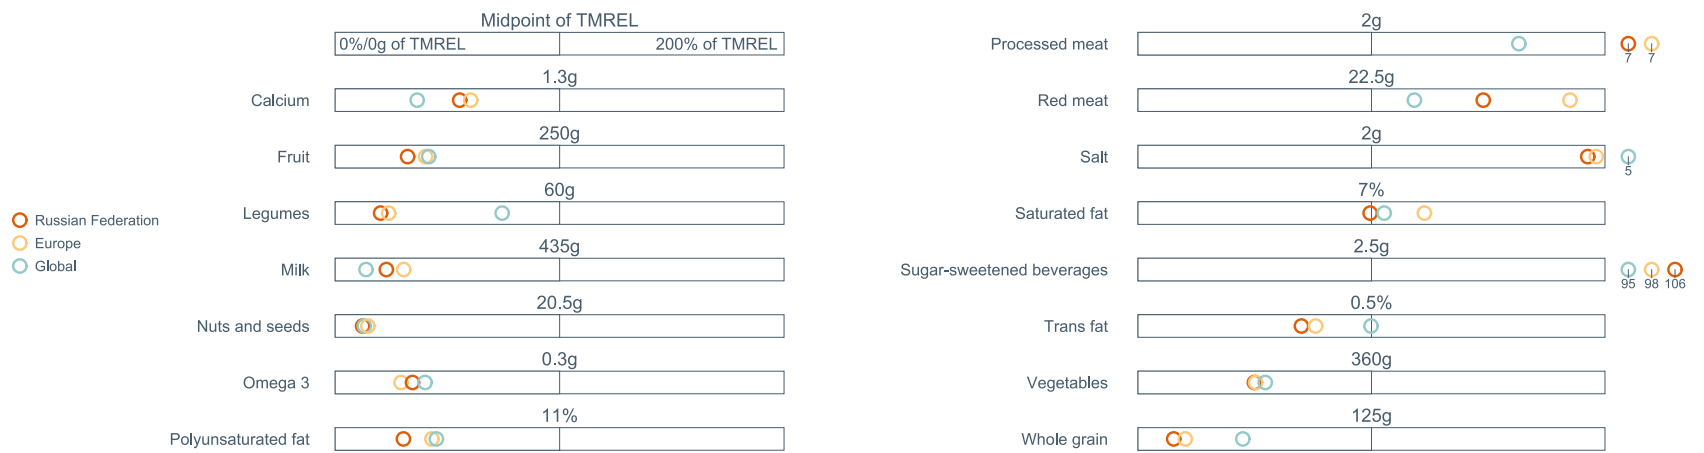 Midpoint of TMREL
0%/0g of TMREL 200% of TMREL
1.3g
Calcium
250g
Fruit
60g
Legumes
435g
Milk
20.5g
Nuts and seeds
0.3g
Omega 3
11%
Polyunsaturated fat
Russian Federation
Europe
Global
2g
Processed meat
7 7
22.5g
Red meat
2g
Salt
5
7%
Saturated fat
2.5g
Sugar-sweetened beverages
95 98 106
0.5%
Trans fat
360g
Vegetables
125g
Whole grain